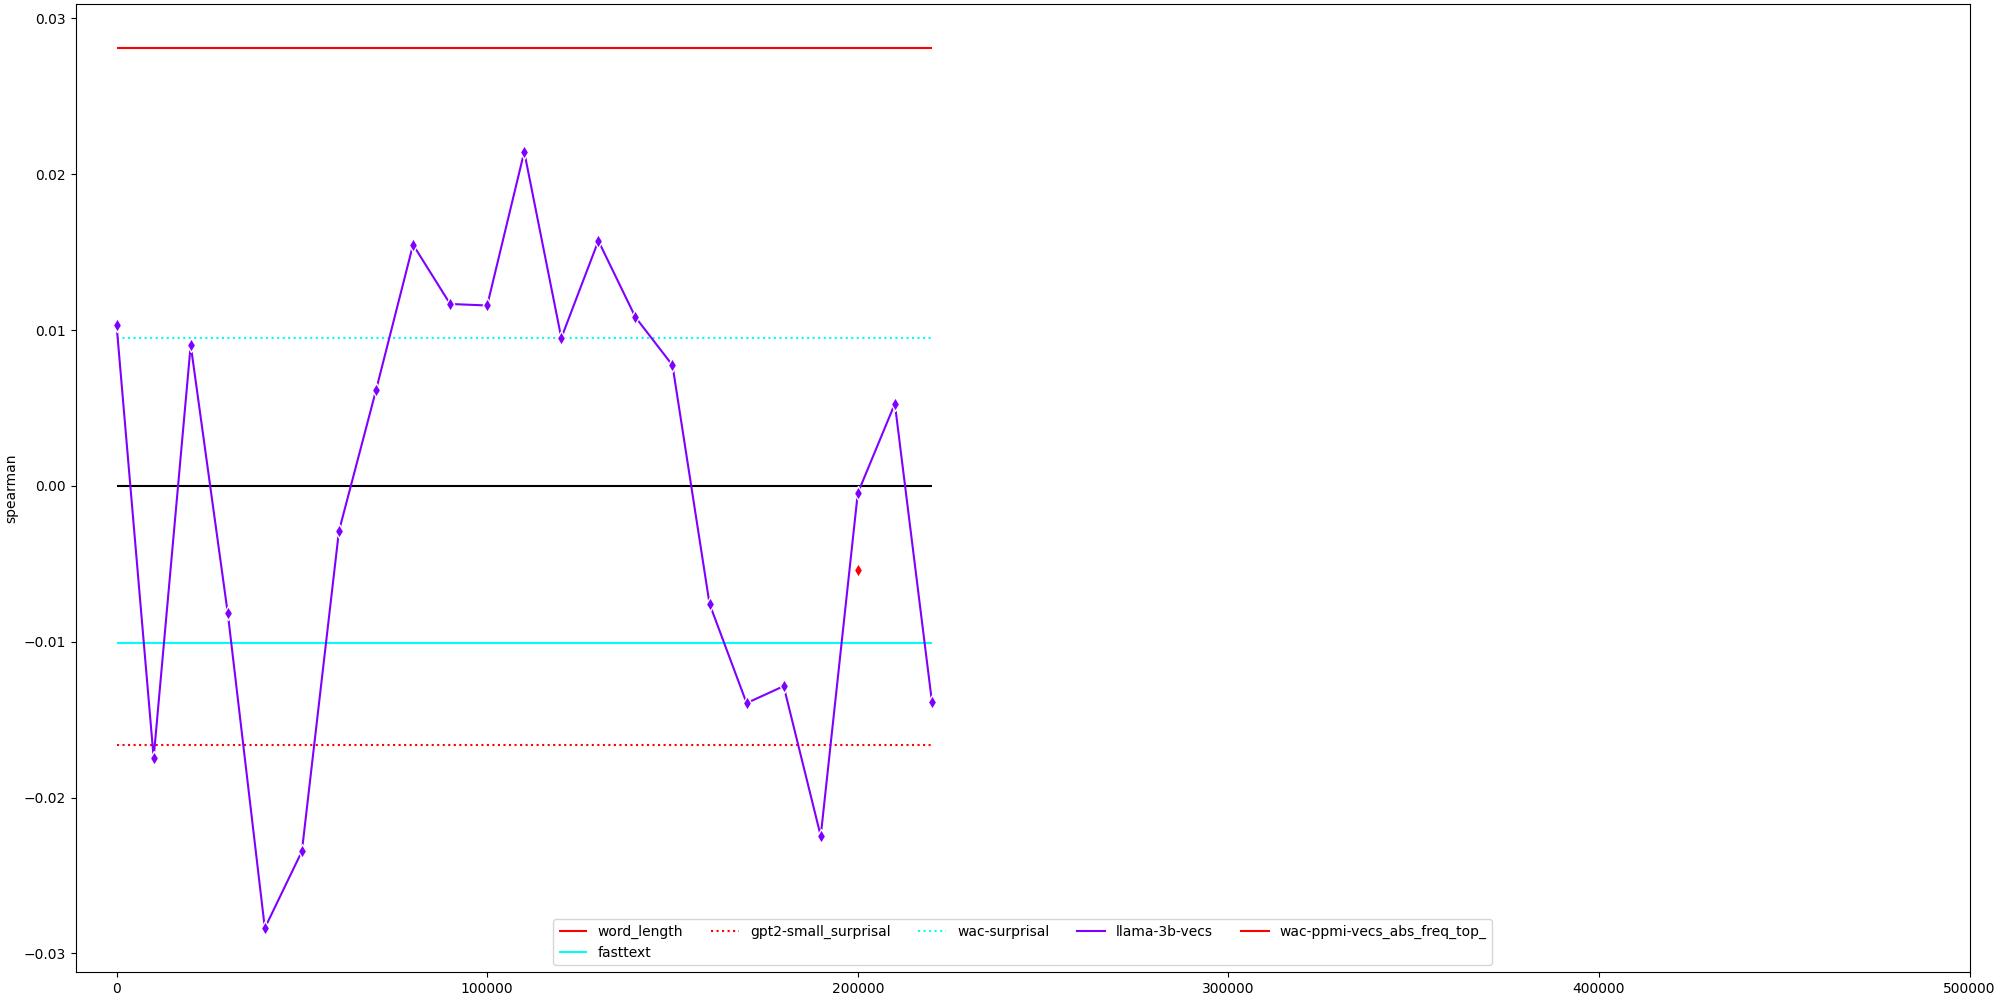 0.03
0.02
0.01
0.00
−0.01
−0.02
−0.03
spearman
word_length gpt2-small_surprisal wac-surprisal llama-3b-vecs wac-ppmi-vecs_abs_freq_top_
fasttext
0 100000 200000 300000 400000 500000